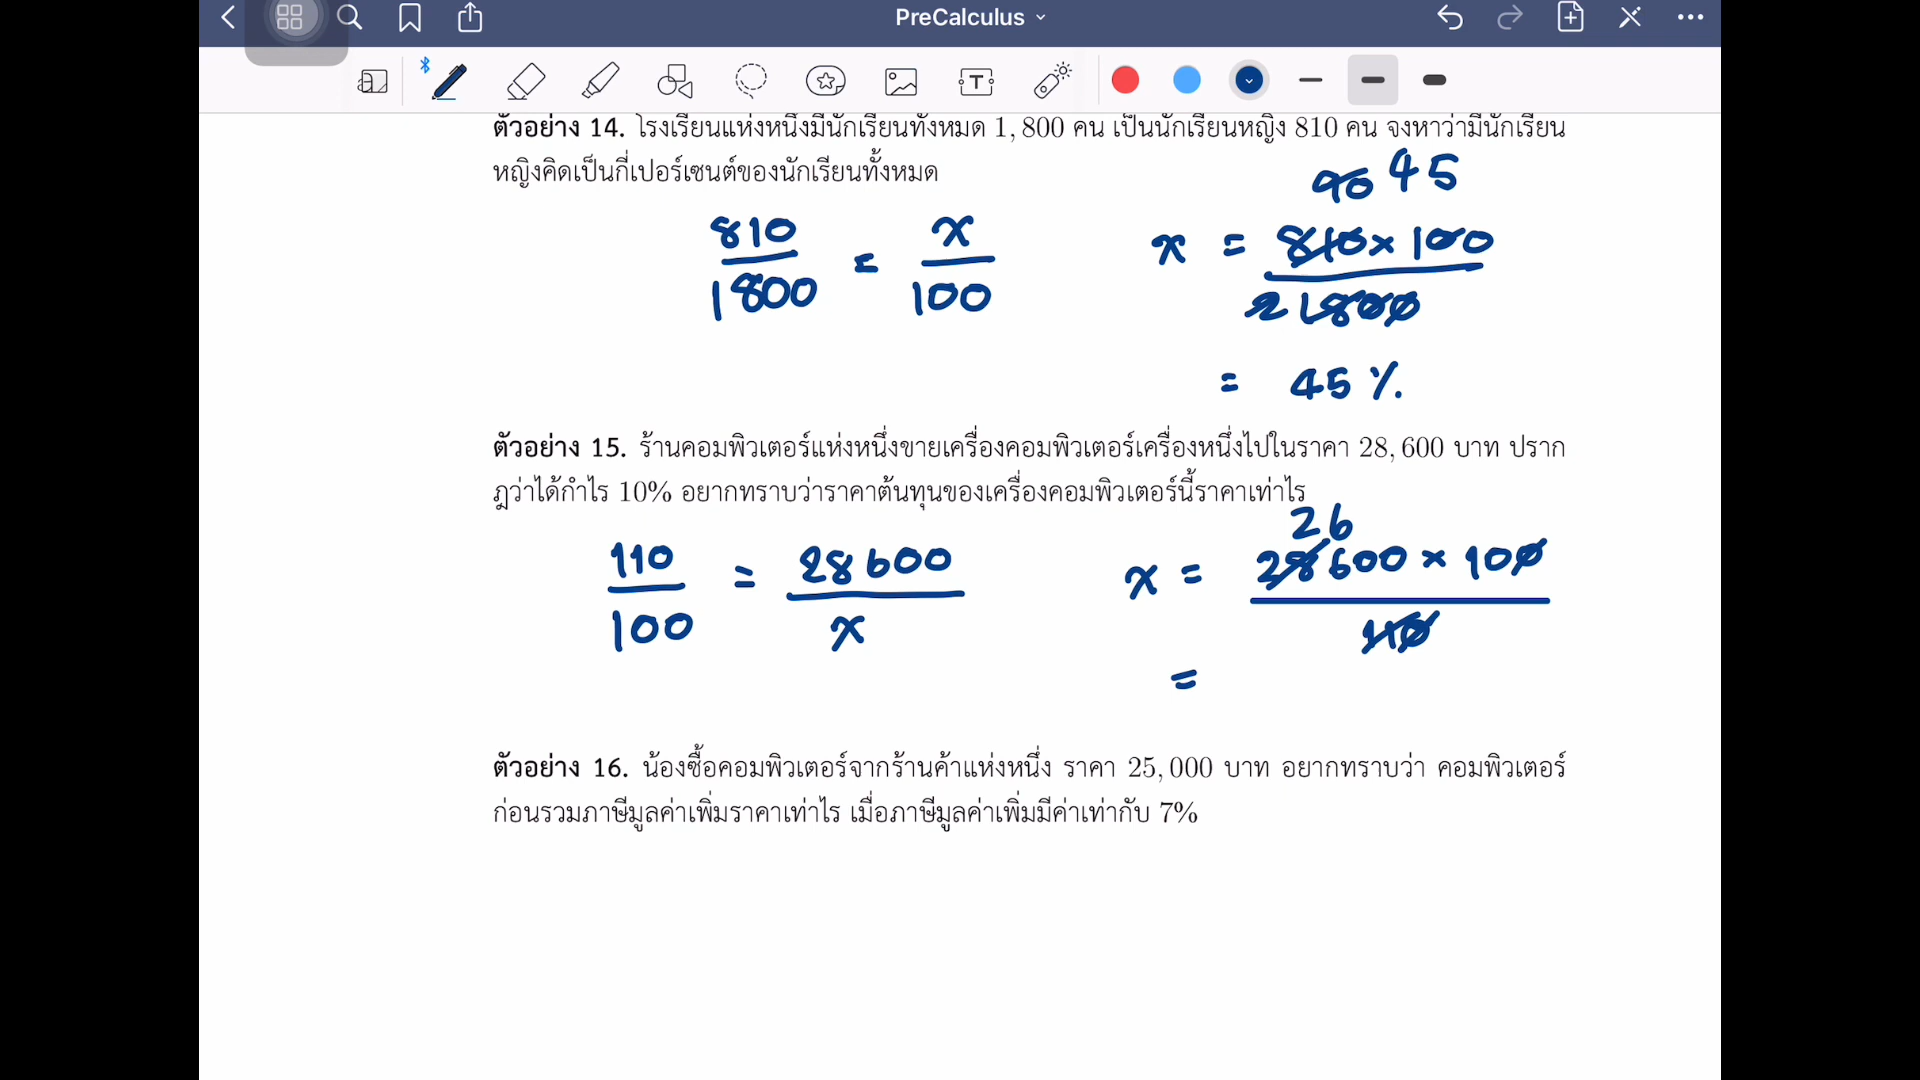 PreCalculus
ตัวอย่าง 14. โรงเรียนแห่งหนึ่งมีนักเรียนทั้งหมด 1,800 คน เป็นนักเรียนหญิง 810 คน จงหาว่ามีนักเรียน
หญิงคิดเป็นกี่เปอร์เซนต์ของนักเรียนทั้งหมด
90 45
810/1800 = x/100
x = 810 x 100 / 2 1800
= 45 %
ตัวอย่าง 15. ร้านคอมพิวเตอร์แห่งหนึ่งขายเครื่องคอมพิวเตอร์เครื่องหนึ่งไปในราคา 28,600 บาท ปราก
ฎว่าได้กำไร 10% อยากทราบว่าราคาต้นทุนของเครื่องคอมพิวเตอร์นี้ราคาเท่าไร
26
110/100 = 28600/x
x = 28600 x 100 / 110
=
ตัวอย่าง 16. น้องซื้อคอมพิวเตอร์จากร้านค้าแห่งหนึ่ง ราคา 25,000 บาท อยากทราบว่า คอมพิวเตอร์
ก่อนรวมภาษีมูลค่าเพิ่มราคาเท่าไร เมื่อภาษีมูลค่าเพิ่มมีค่าเท่ากับ 7%